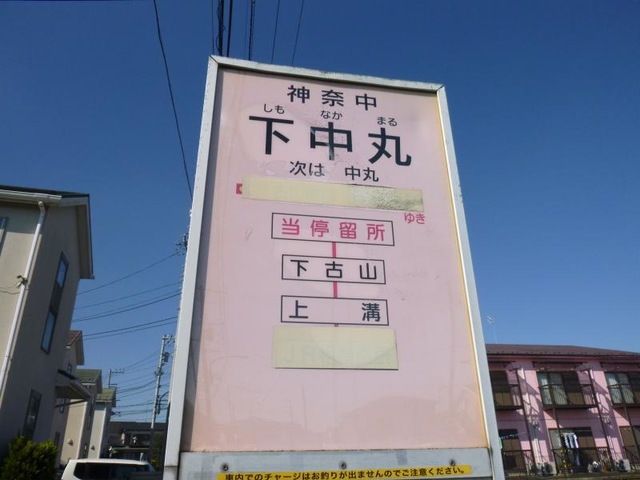 神奈中
しも なか まる
下中丸
次は 中丸
ゆき
当停留所
下古山
上溝
車内でのチャージはお釣りが出ませんのでご注意ください。